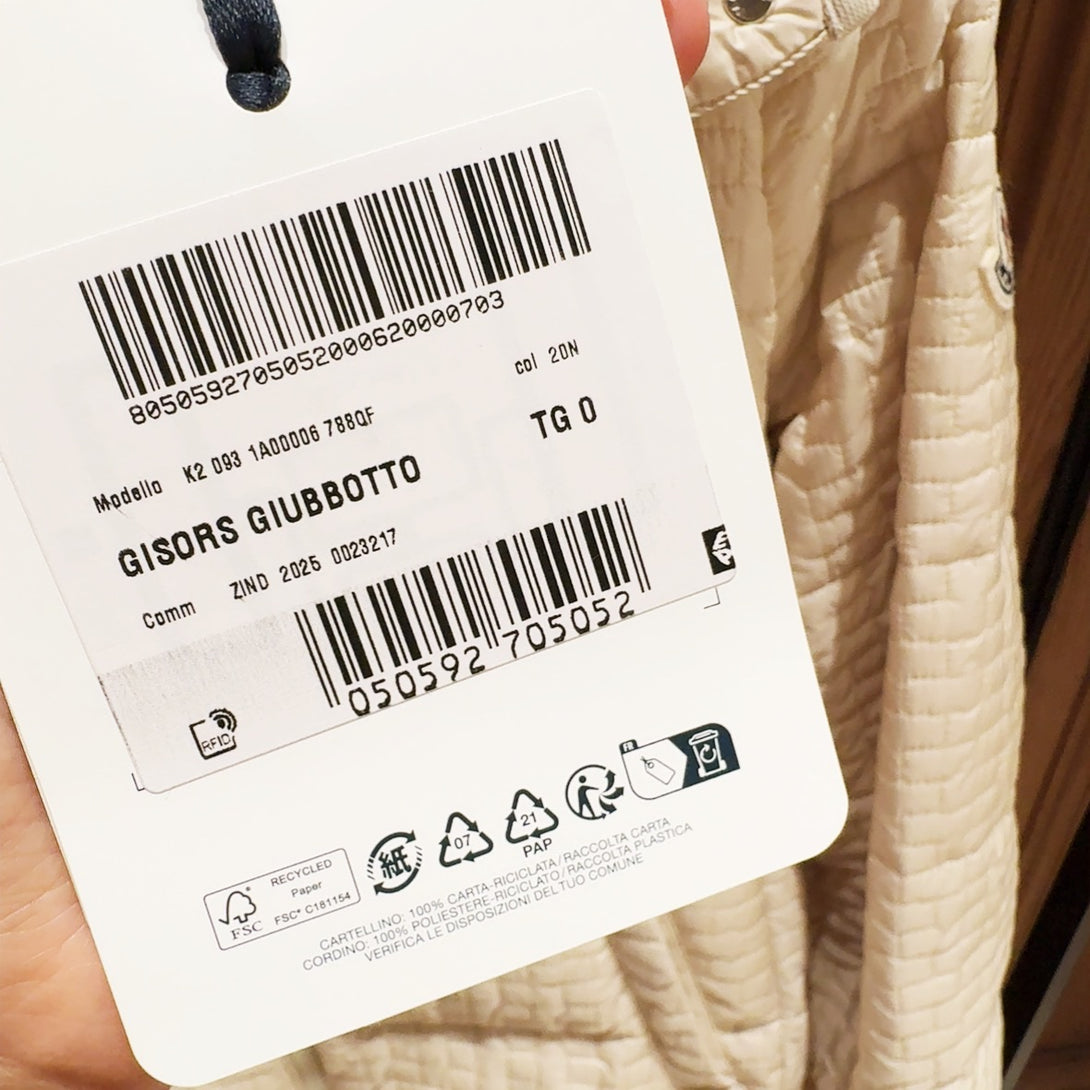 8050592705052000620000703
col 20N
Modello K2 093 1A00006 788QF
TG 0
GISORS GIUBBOTTO
Comm ZIND 2025 0023217
050592 705052
RFID
FR
紙
07
21
PAP
RECYCLED
Paper
FSC® C181154
FSC
CARTELLINO: 100% CARTA-RICICLATA/RACCOLTA CARTA
CORDINO: 100% POLIESTERE-RICICLATO/RACCOLTA PLASTICA
VERIFICA LE DISPOSIZIONI DEL TUO COMUNE